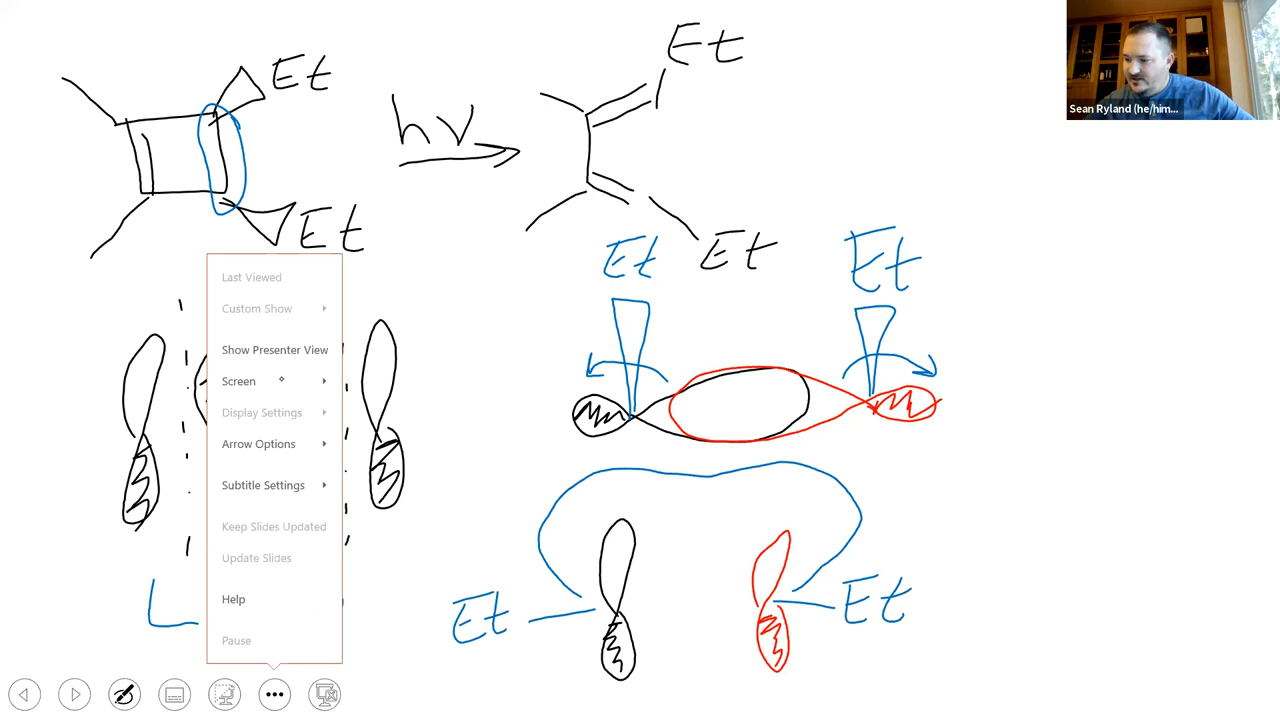 Et
Et
hν
Et
Et
Sean Ryland (he/him...
Et
Et
Last Viewed
Custom Show
Show Presenter View
Screen
Display Settings
Arrow Options
Subtitle Settings
Keep Slides Updated
Update Slides
Help
Pause
L
Et
Et